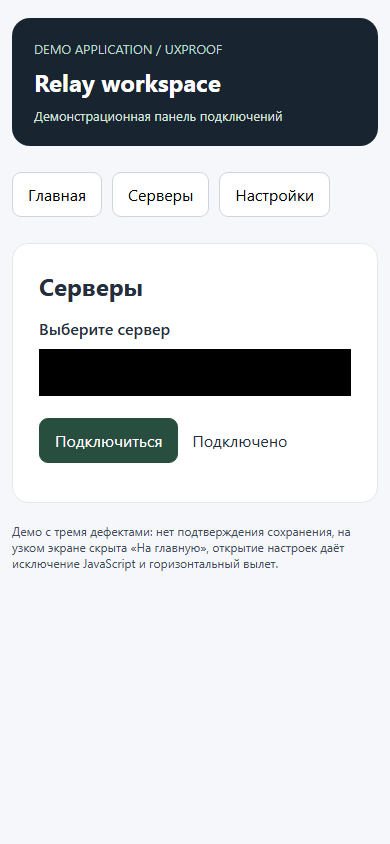 DEMO APPLICATION / UXPROOF
Relay workspace
Демонстрационная панель подключений
Главная
Серверы
Настройки
Серверы
Выберите сервер
Подключиться
Подключено
Демо с тремя дефектами: нет подтверждения сохранения, на
узком экране скрыта «На главную», открытие настроек даёт
исключение JavaScript и горизонтальный вылет.